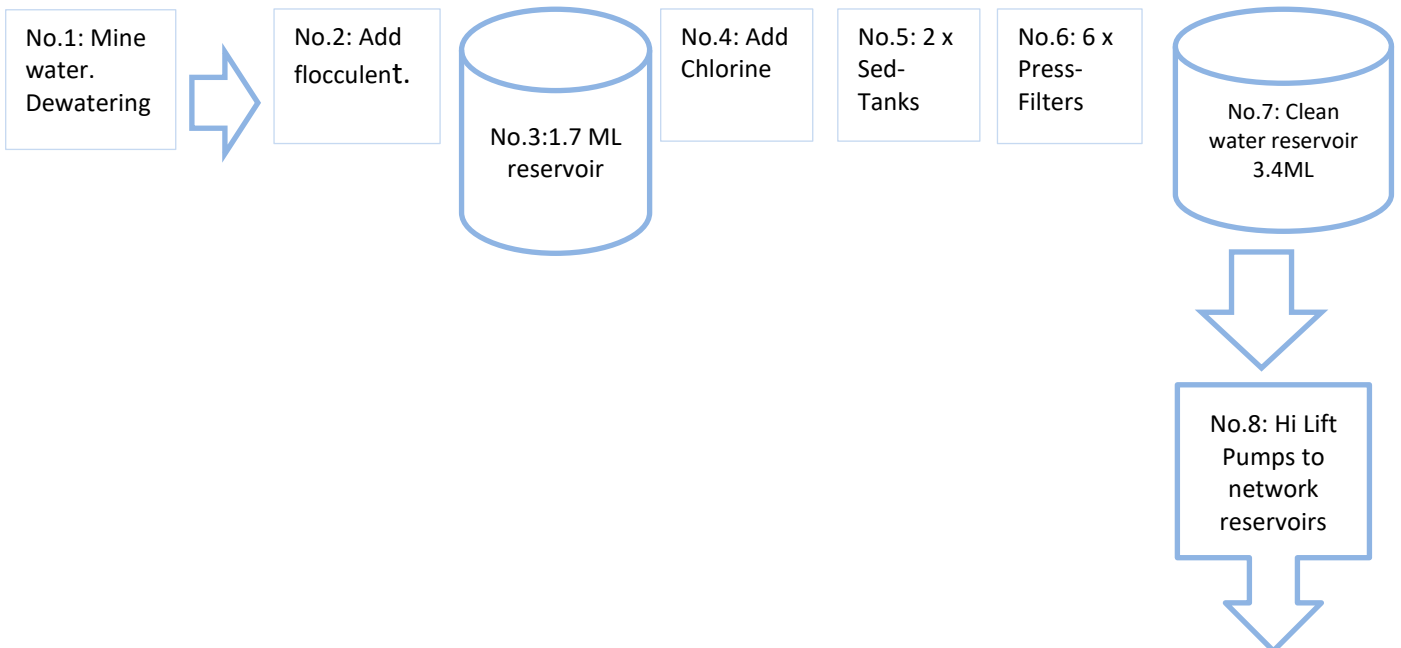 No.1: Mine
water.
Dewatering
No.2: Add
flocculent.
No.3:1.7 ML
reservoir
No.4: Add
Chlorine
No.5: 2 x
Sed-
Tanks
No.6: 6 x
Press-
Filters
No.7: Clean
water reservoir
3.4ML
No.8: Hi Lift
Pumps to
network
reservoirs